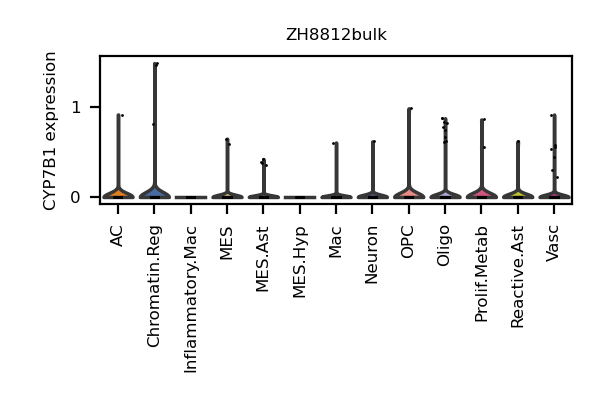 ZH8812bulk
CYP7B1 expression
1
0
AC
Chromatin.Reg
Inflammatory.Mac
MES
MES.Ast
MES.Hyp
Mac
Neuron
OPC
Oligo
Prolif.Metab
Reactive.Ast
Vasc